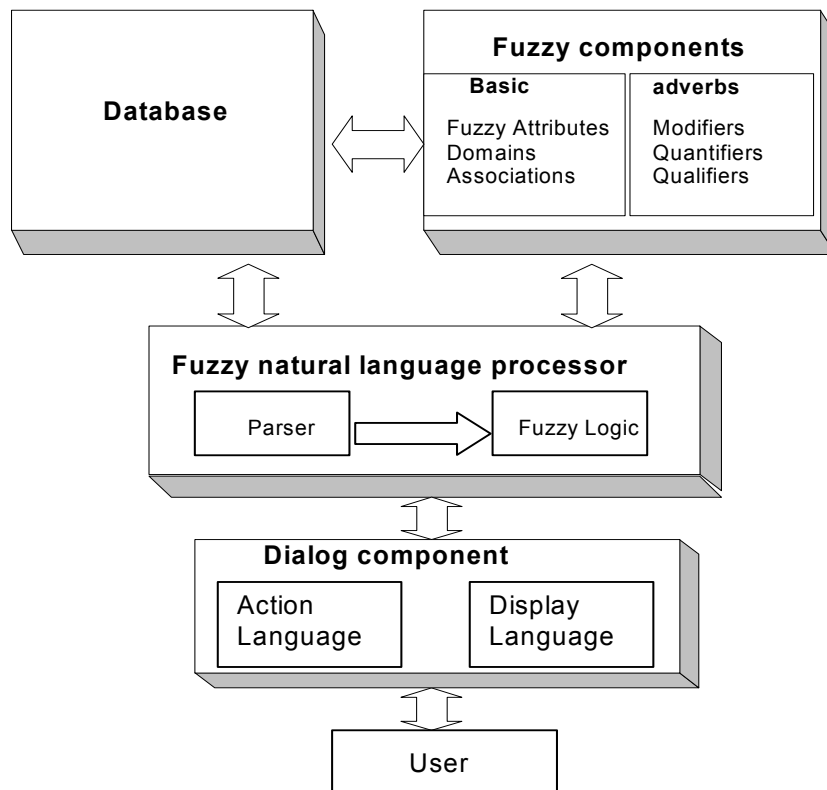 Database
Fuzzy components
Basic
Fuzzy Attributes
Domains
Associations
adverbs
Modifiers
Quantifiers
Qualifiers
Fuzzy natural language processor
Parser
Fuzzy Logic
Dialog component
Action
Language
Display
Language
User